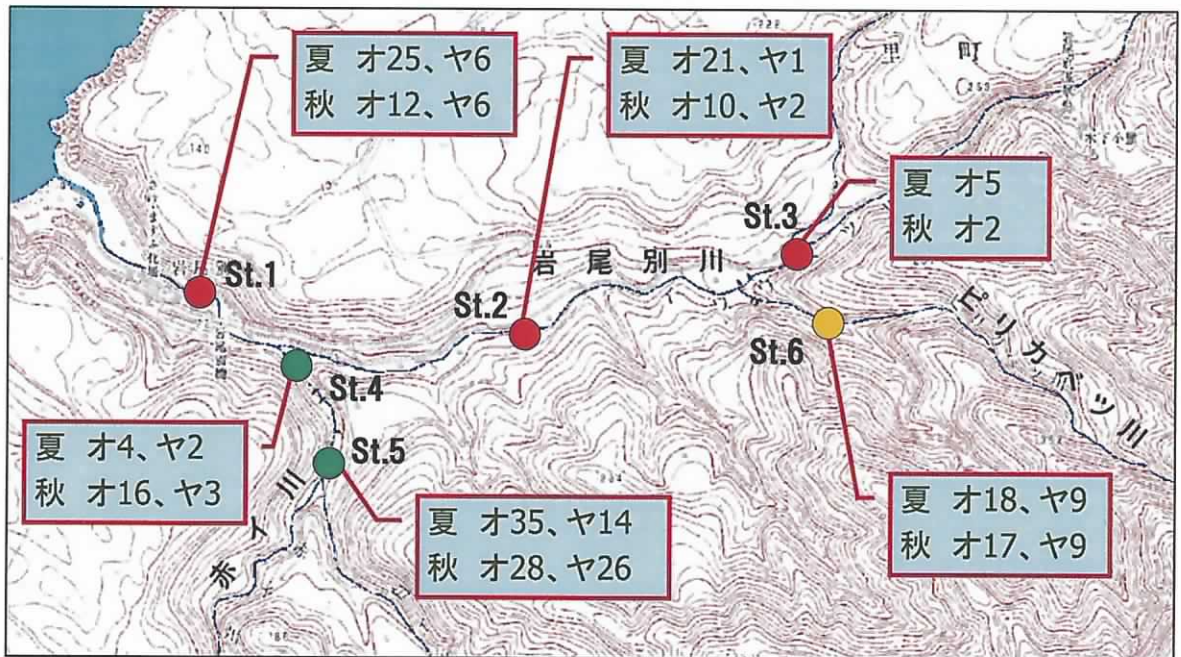 夏 オ25、ヤ6
秋 オ12、ヤ6
夏 オ21、ヤ1
秋 オ10、ヤ2
里 町
夏 オ5
秋 オ2
St.3
岩尾別川
St.1
St.2
St.6
ピリカベツ川
St.4
夏 オ4、ヤ2
秋 オ16、ヤ3
St.5
赤イ川
夏 オ35、ヤ14
秋 オ28、ヤ26
夏 オ18、ヤ9
秋 オ17、ヤ9